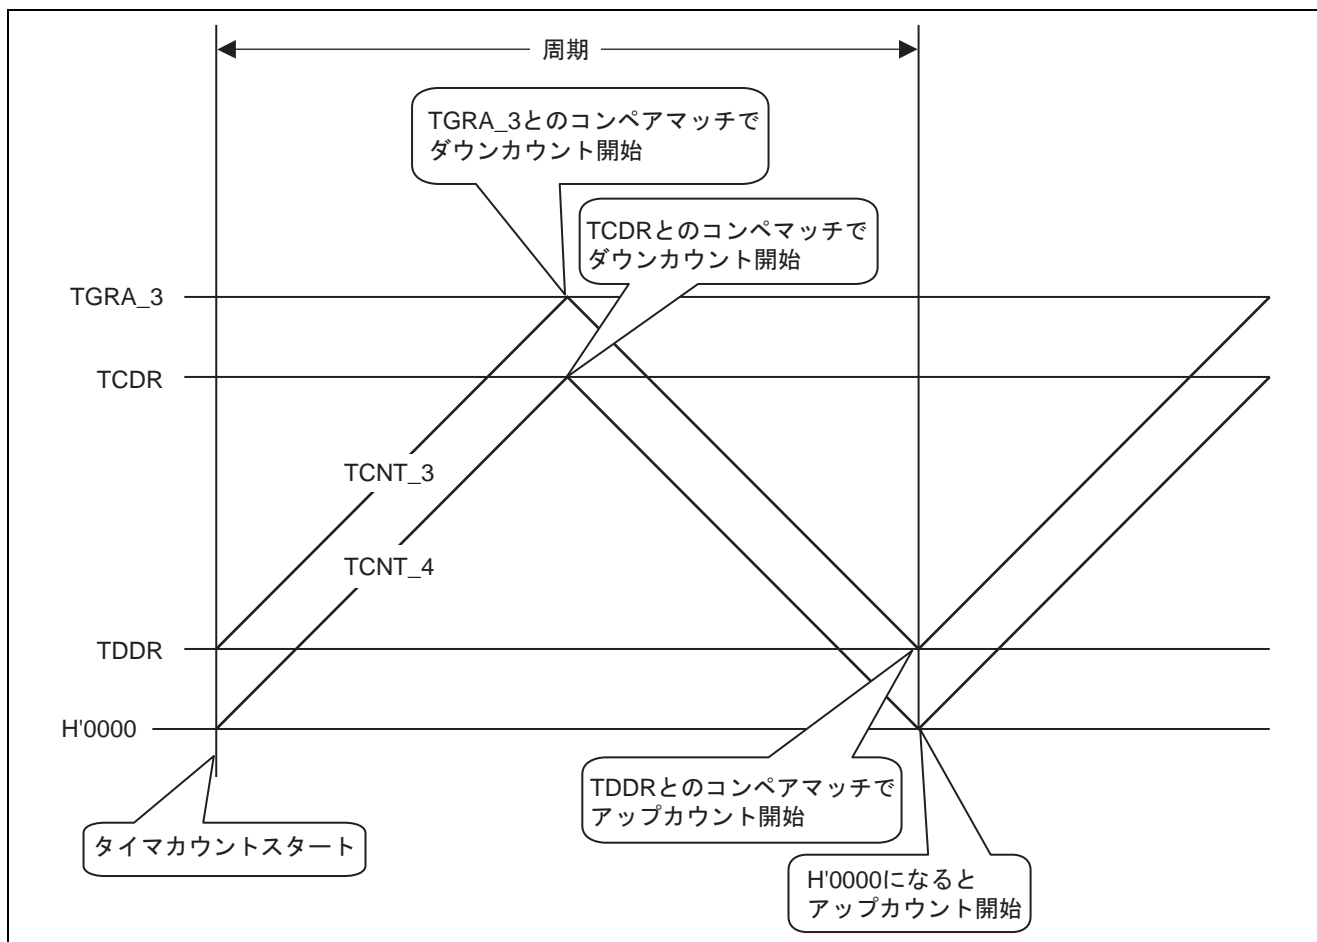 周期
TGRA_3とのコンペアマッチで
ダウンカウント開始
TCDRとのコンペマッチで
ダウンカウント開始
TGRA_3
TCDR
TCNT_3
TCNT_4
TDDR
H'0000
TDDRとのコンペアマッチで
アップカウント開始
タイマカウントスタート
H'0000になると
アップカウント開始